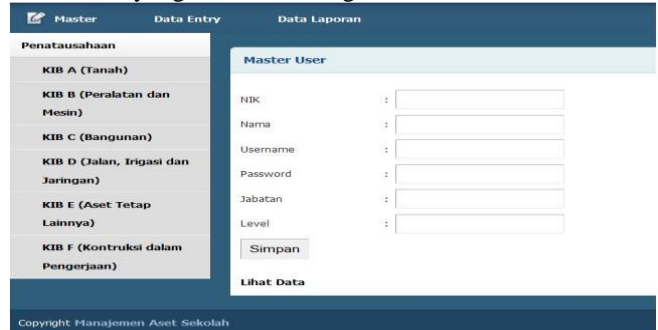 Master Data Entry Data Laporan
Penatausahaan
KIB A (Tanah)
KIB B (Peralatan dan
Mesin)
KIB C (Bangunan)
KIB D (Jalan, Irigasi dan
Jaringan)
KIB E (Aset Tetap
Lainnya)
KIB F (Kontruksi dalam
Pengerjaan)
Master User
NIK :
Nama :
Username :
Password :
Jabatan :
Level :
Simpan
Lihat Data
Copyright Manajemen Aset Sekolah